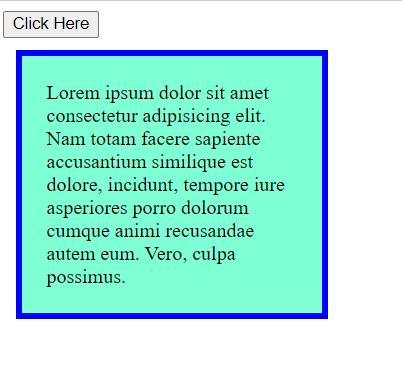 Click Here
Lorem ipsum dolor sit amet
consectetur adipisicing elit.
Nam totam facere sapiente
accusantium similique est
dolore, incidunt, tempore iure
asperiores porro dolorum
cumque animi recusandae
autem eum. Vero, culpa
possimus.